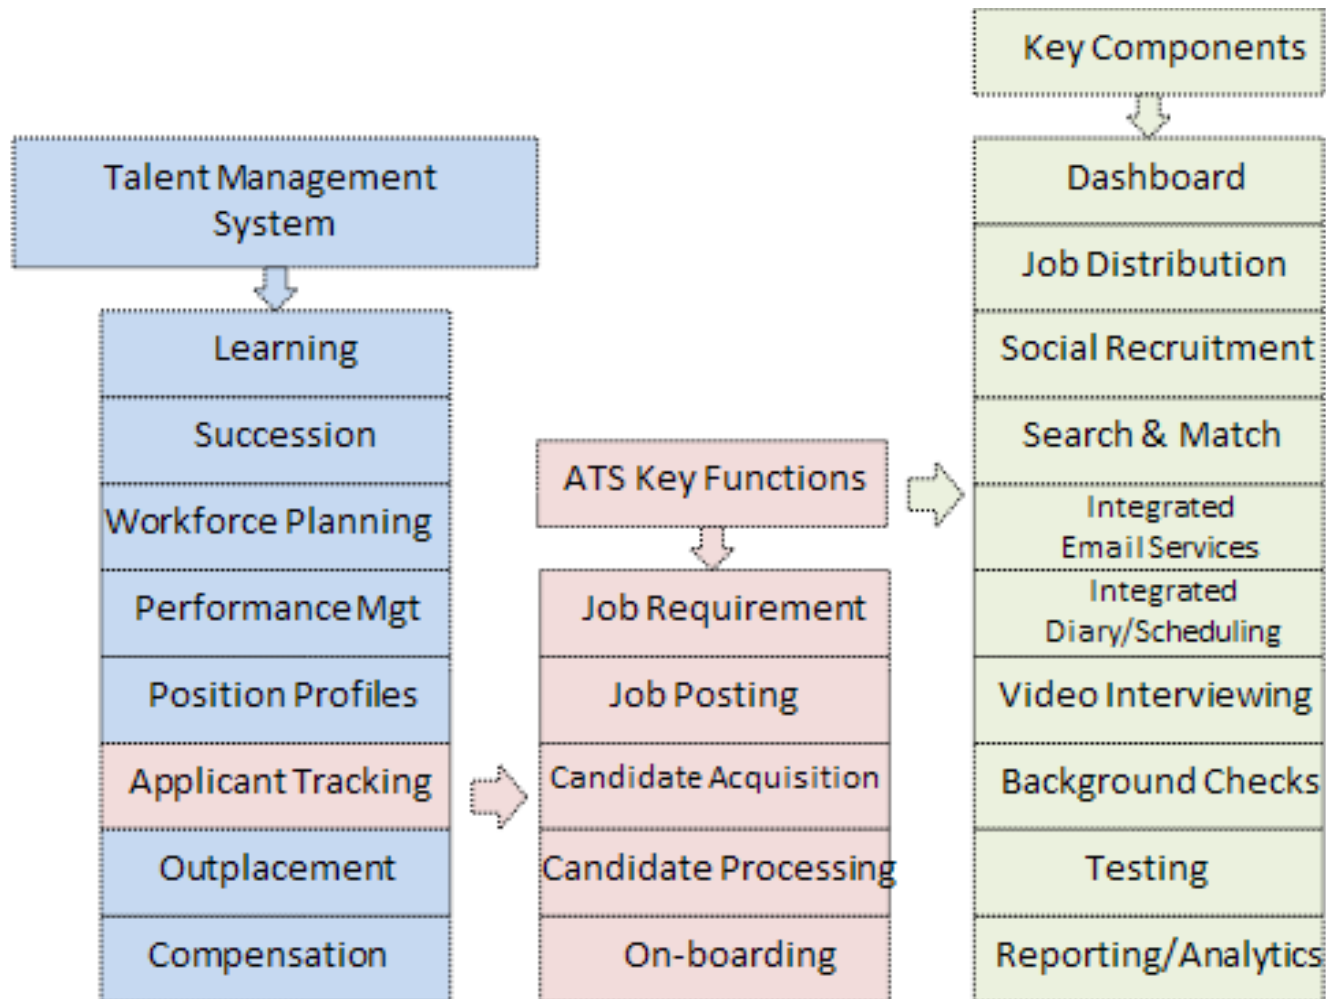 Talent Management
System
Learning
Succession
Workforce Planning
Performance Mgt
Position Profiles
Applicant Tracking
Outplacement
Compensation
ATS Key Functions
Job Requirement
Job Posting
Candidate Acquisition
Candidate Processing
On-boarding
Key Components
Dashboard
Job Distribution
Social Recruitment
Search & Match
Integrated
Email Services
Integrated
Diary/Scheduling
Video Interviewing
Background Checks
Testing
Reporting/Analytics